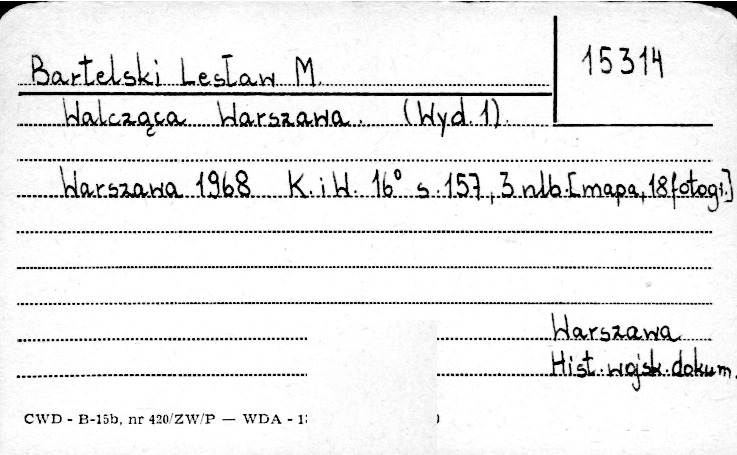 Bartelski Lesław M.
15314
Walcząca Warszawa. (Wyd. 1).
Warszawa 1968 K. i W. 16° s. 157, 3 nlb. [mapa, 18 fotogr.]
Warszawa
Hist. wojsk. dokum.
CWD - B-15b, nr 420/ZW/P — WDA -